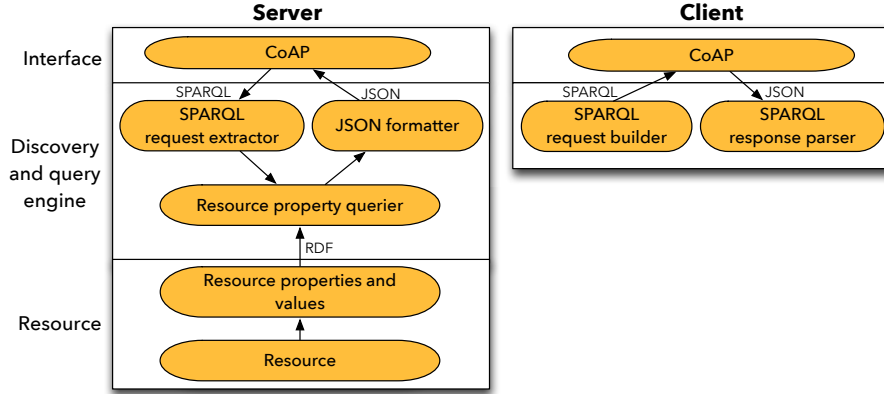 Server
Client
Interface
CoAP
CoAP
SPARQL
JSON
SPARQL
JSON
SPARQL
request extractor
JSON formatter
SPARQL
request builder
SPARQL
response parser
Discovery
and query
engine
Resource property querier
RDF
Resource properties and
values
Resource
Resource